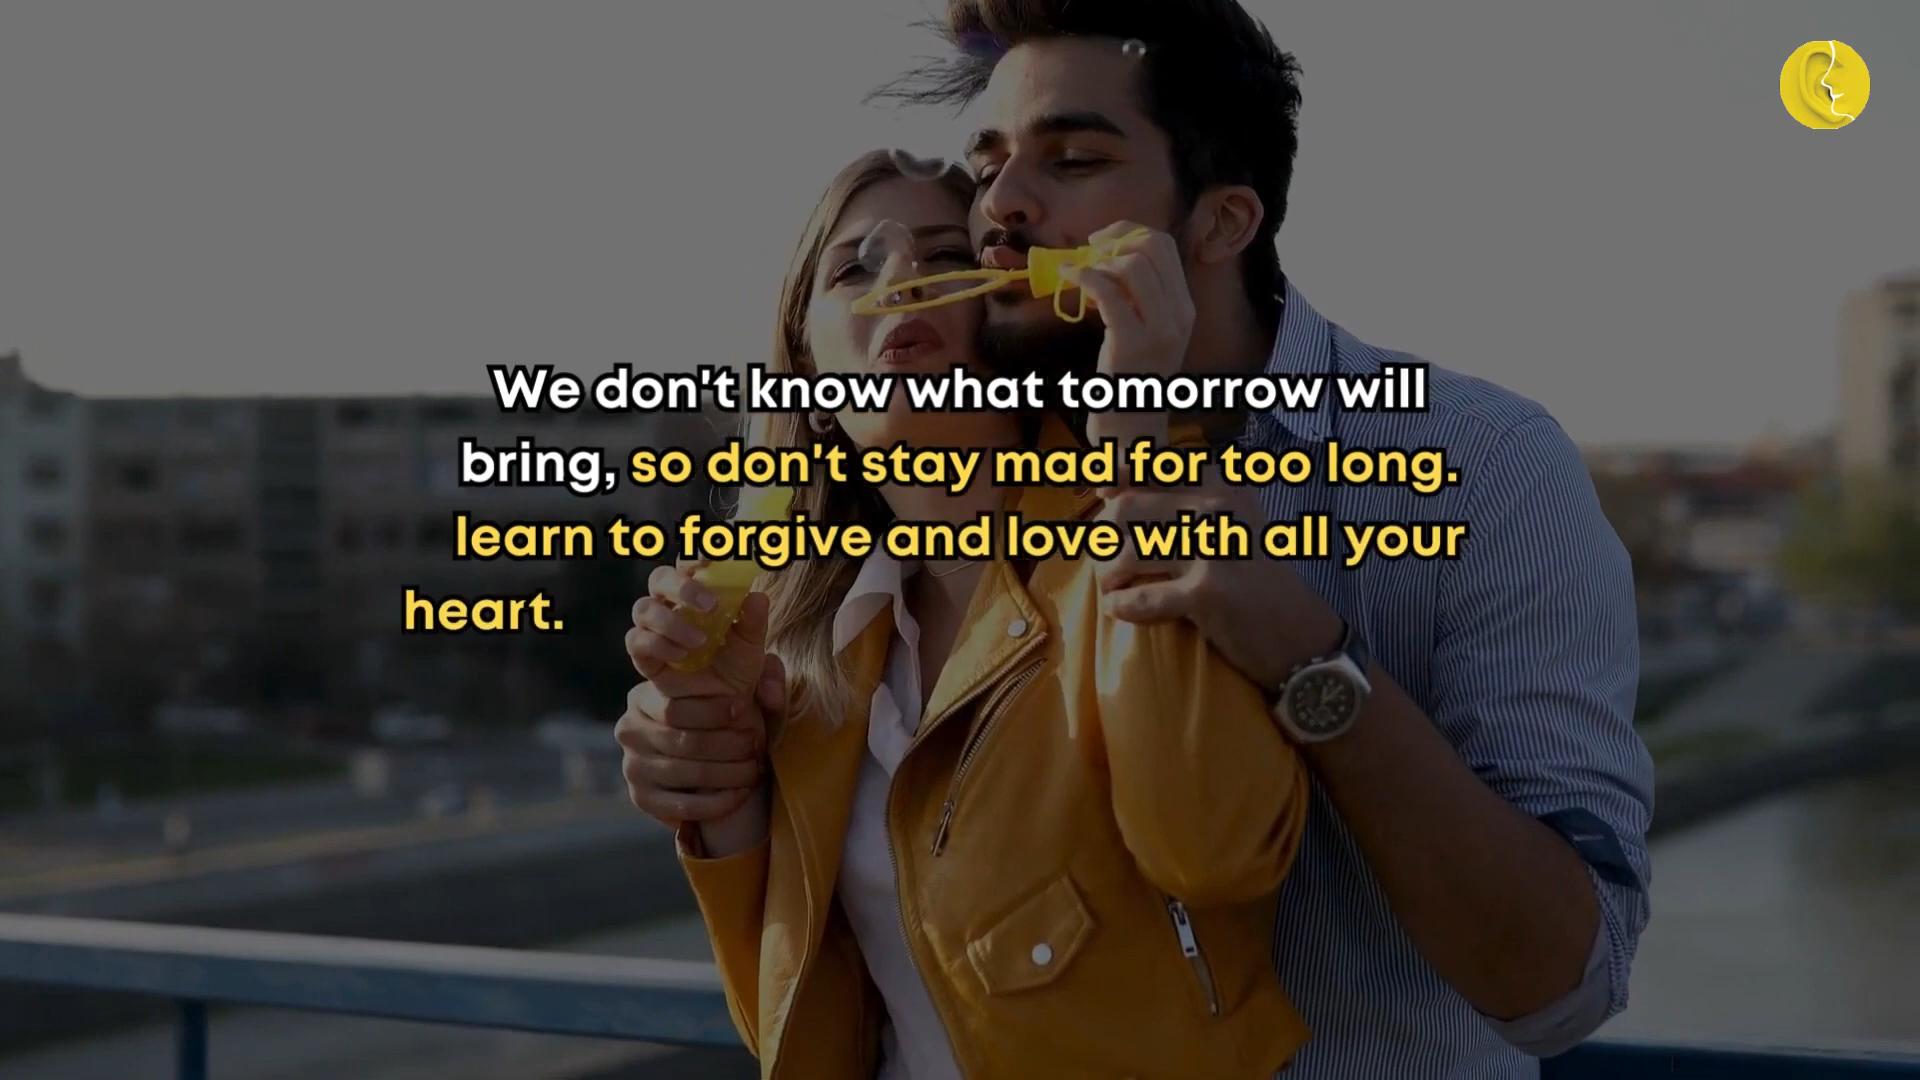 We don't know what tomorrow will
bring, so don't stay mad for too long.
learn to forgive and love with all your
heart.